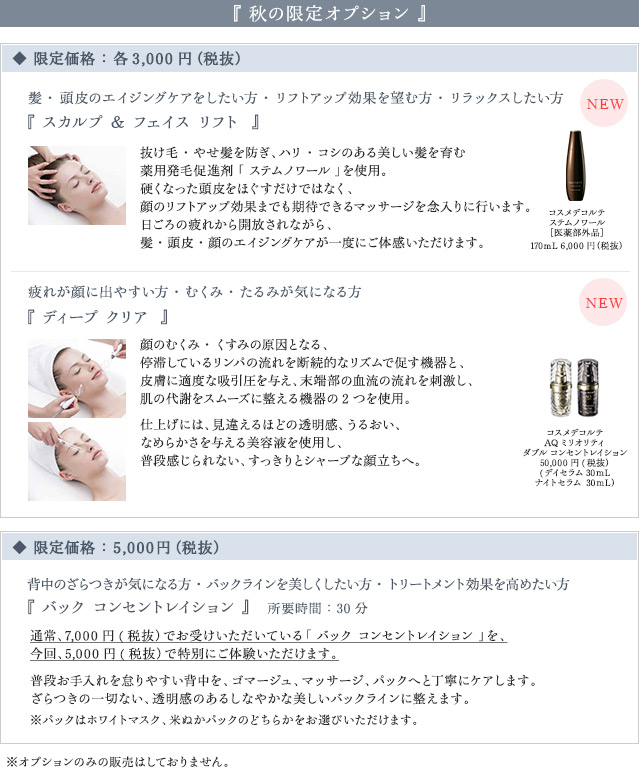 『 秋の限定オプション 』
◆ 限定価格：各3,000円（税抜）
髪・頭皮のエイジングケアをしたい方・リフトアップ効果を望む方・リラックスしたい方
『 スカルプ ＆ フェイス リフト 』
NEW
抜け毛・やせ髪を防ぎ、ハリ・コシのある美しい髪を育む
薬用発毛促進剤「 ステムノワール 」を使用。
硬くなった頭皮をほぐすだけではなく、
顔のリフトアップ効果までも期待できるマッサージを念入りに行います。
日ごろの疲れから開放されながら、
髪・頭皮・顔のエイジングケアが一度にご体感いただけます。
コスメデコルテ
ステムノワール
［医薬部外品］
170mL 6,000円（税抜）
疲れが顔に出やすい方・むくみ・たるみが気になる方
『 ディープ クリア 』
NEW
顔のむくみ・くすみの原因となる、
停滞しているリンパの流れを断続的なリズムで促す機器と、
皮膚に適度な吸引圧を与え、末端部の血流の流れを刺激し、
肌の代謝をスムーズに整える機器の2つを使用。
仕上げには、見違えるほどの透明感、うるおい、
なめらかさを与える美容液を使用し、
普段感じられない、すっきりとシャープな顔立ちへ。
コスメデコルテ
AQ ミリオリティ
ダブル コンセントレイション
50,000円（税抜）
（デイセラム 30mL
ナイトセラム 30mL）
◆ 限定価格：5,000円（税抜）
背中のざらつきが気になる方・バックラインを美しくしたい方・トリートメント効果を高めたい方
『 バック コンセントレイション 』 所要時間：30分
通常、7,000円（税抜）でお受けいただいている「 バック コンセントレイション 」を、
今回、5,000円（税抜）で特別にご体験いただけます。
普段お手入れを怠りやすい背中を、ゴマージュ、マッサージ、パックへと丁寧にケアします。
ざらつきの一切ない、透明感のあるしなやかな美しいバックラインに整えます。
※パックはホワイトマスク、米ぬかパックのどちらかをお選びいただけます。
※オプションのみの販売はしておりません。